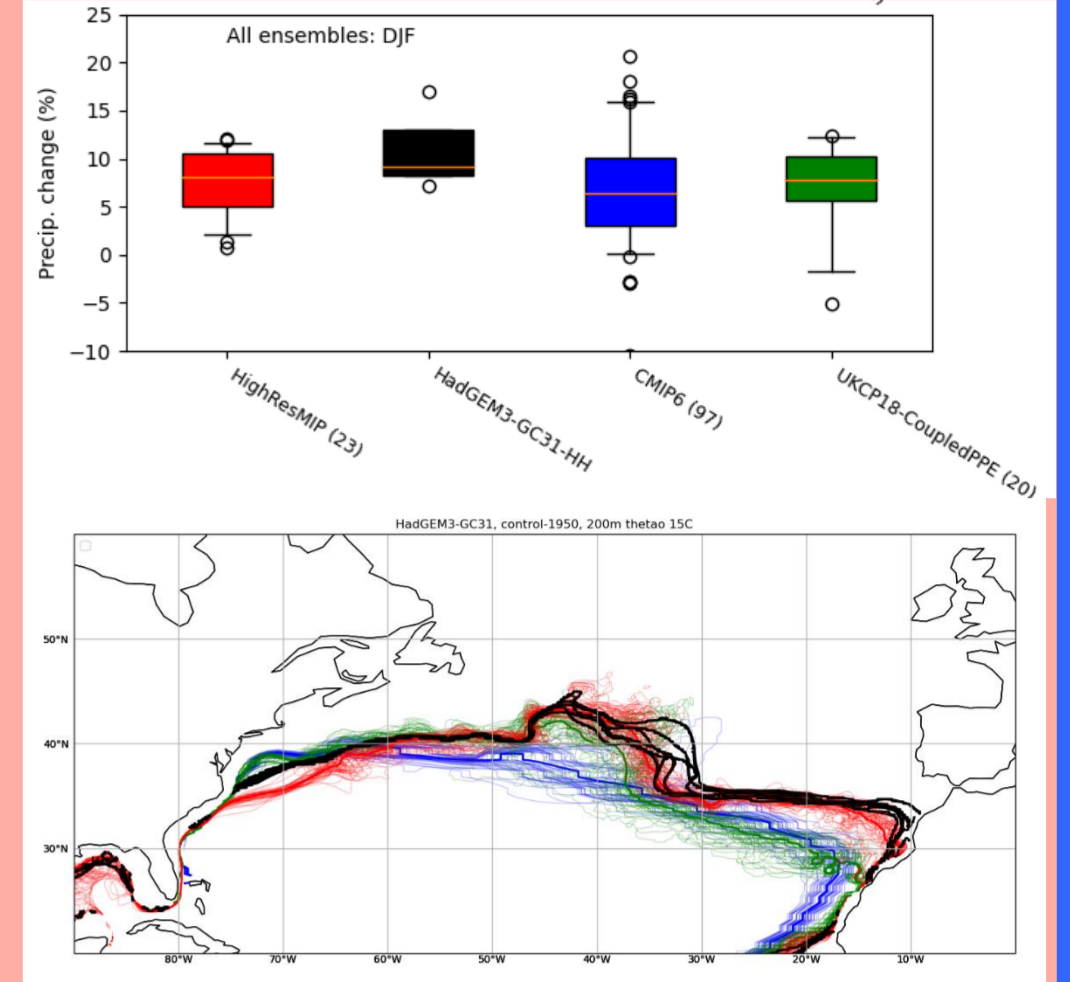 25
All ensembles: DJF
20
15
10
5
0
−5
−10
Precip. change (%)
HighResMIP (23)
HadGEM3-GC31-HH
CMIP6 (97)
UKCP18-CoupledPPE (20)
HadGEM3-GC31, control-1950, 200m thetao 15C
50°N
40°N
30°N
80°W 70°W 60°W 50°W 40°W 30°W 20°W 10°W